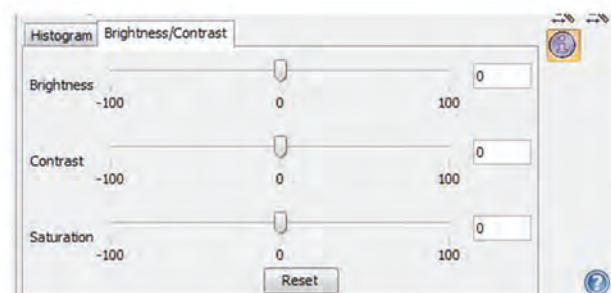 Histogram Brightness/Contrast
Brightness 0
-100 0 100
Contrast 0
-100 0 100
Saturation 0
-100 0 100
Reset